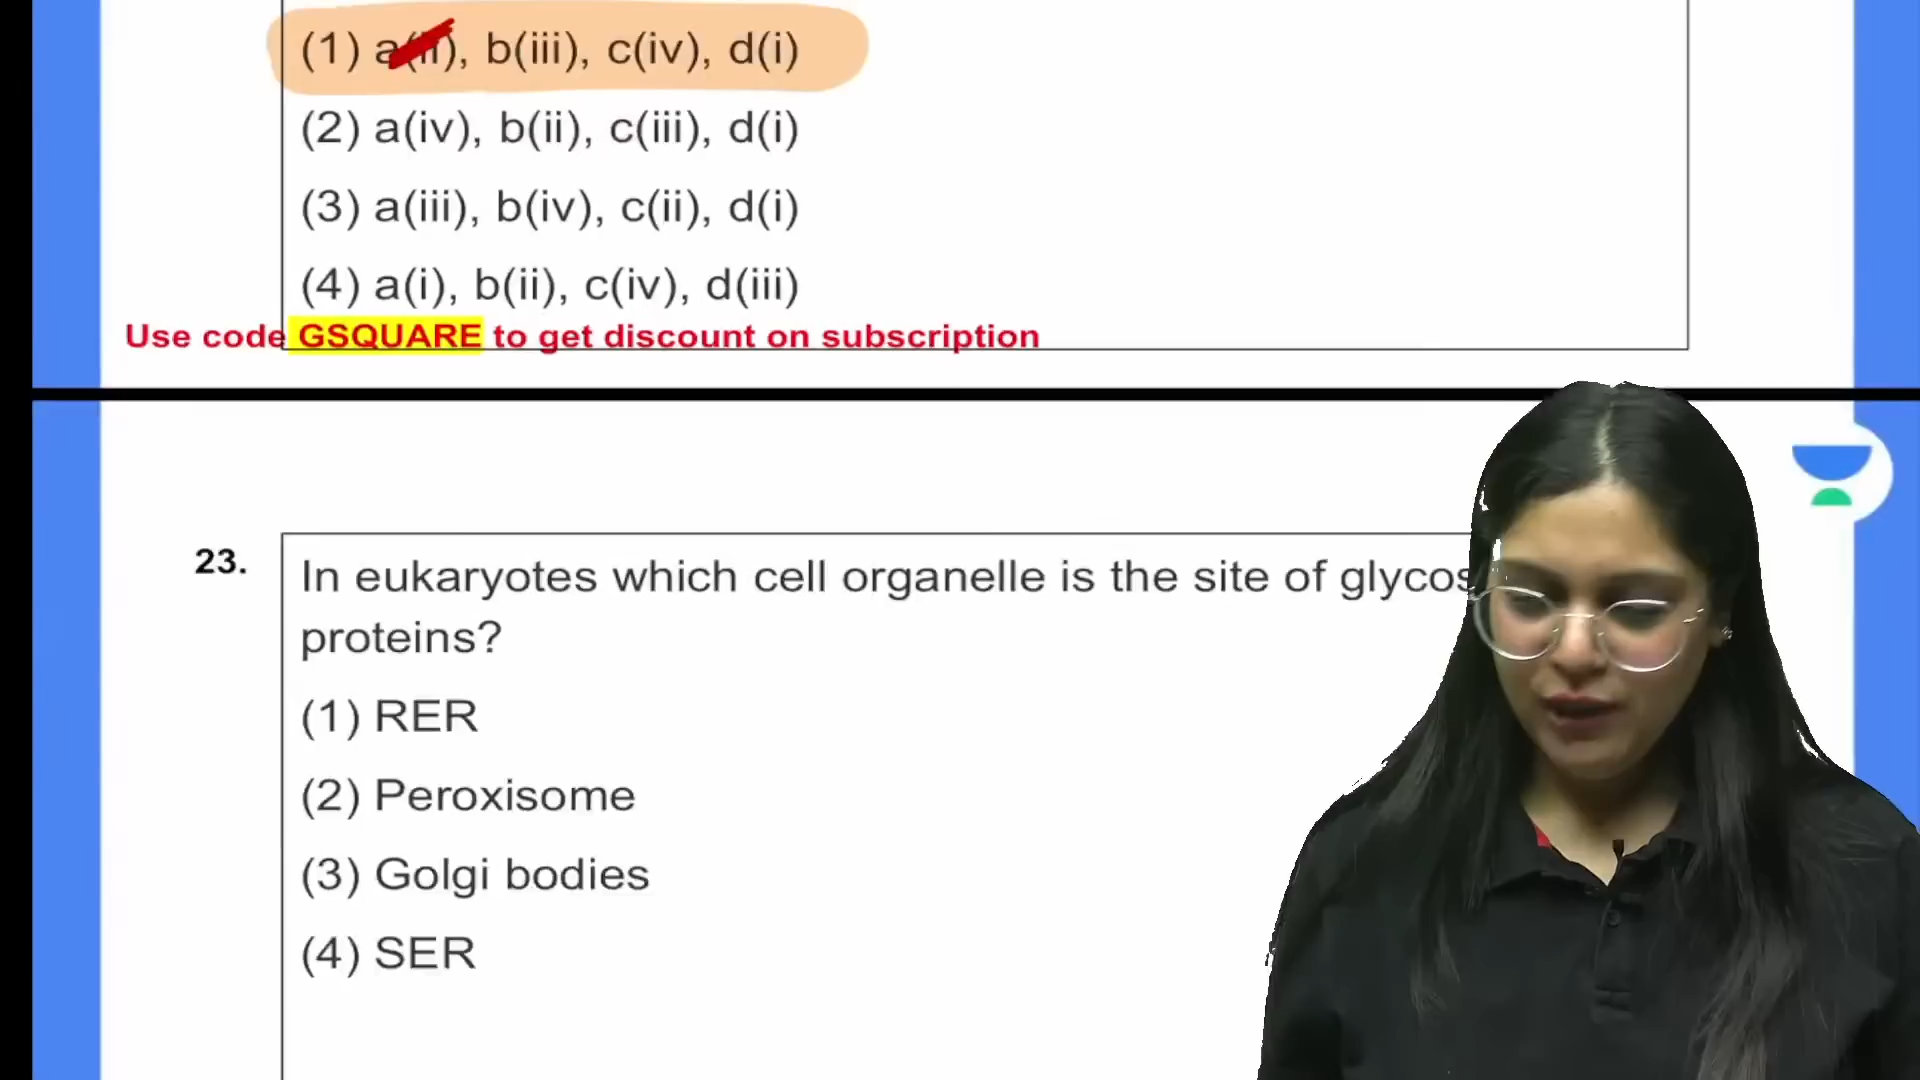 (1) a(ii), b(iii), c(iv), d(i)
(2) a(iv), b(ii), c(iii), d(i)
(3) a(iii), b(iv), c(ii), d(i)
(4) a(i), b(ii), c(iv), d(iii)
Use code GSQUARE to get discount on subscription
23.
In eukaryotes which cell organelle is the site of
proteins?
(1) RER
(2) Peroxisome
(3) Golgi bodies
(4) SER